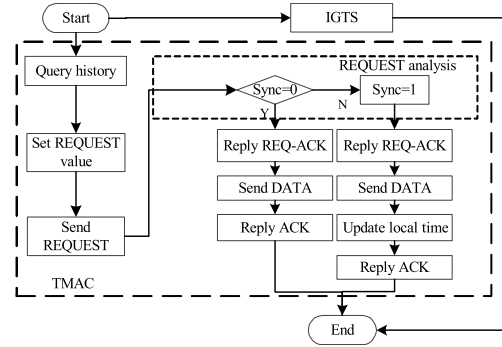 Start
IGTS
Query history
REQUEST analysis
Sync=0
Sync=1
Y
N
Set REQUEST
value
Reply REQ-ACK
Reply REQ-ACK
Send DATA
Send DATA
Send
REQUEST
Reply ACK
Update local time
Reply ACK
TMAC
End